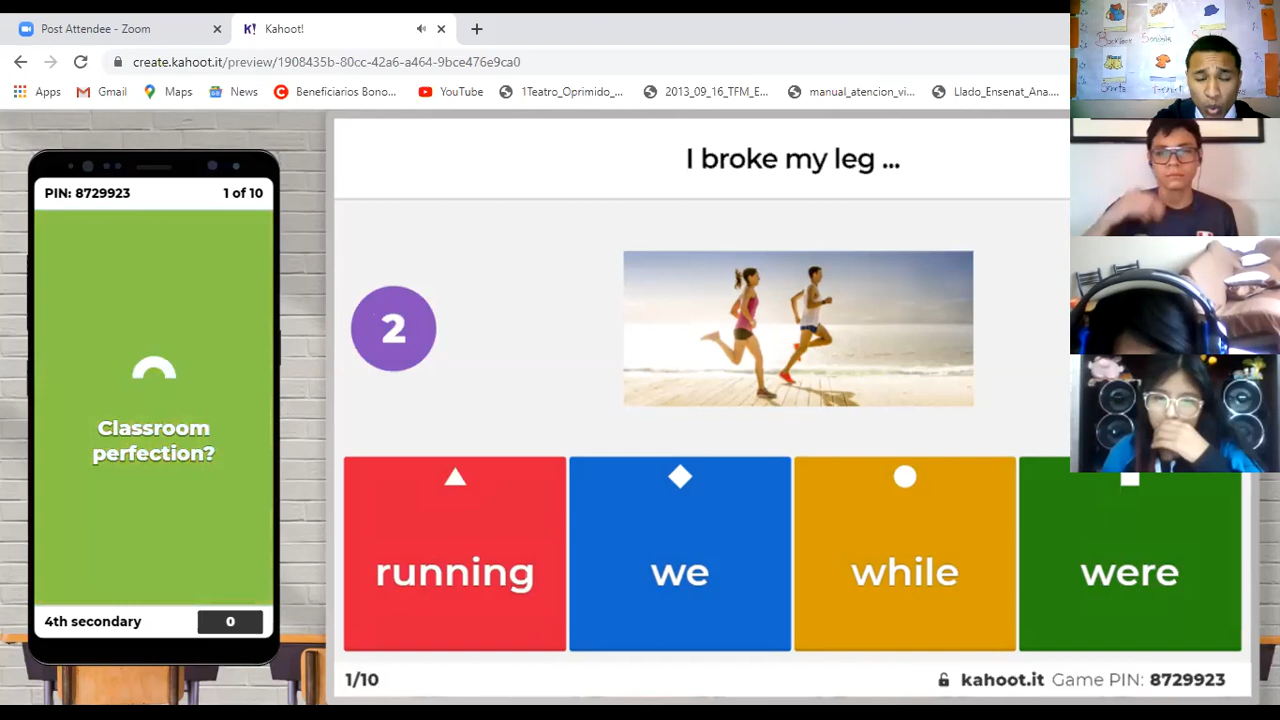 Post Attendee - Zoom
Kahoot!
create.kahoot.it/preview/1908435b-80cc-42a6-a464-9bce476e9ca0
Apps Gmail Maps News Beneficiarios Bono... YouTube 1Teatro_Oprimido_... 2013_09_16_TFM_E... manual_atencion_vi... Llado_Ensenat_Ana...
PIN: 8729923 1 of 10
Classroom
perfection?
4th secondary 0
I broke my leg ...
2
running
we
while
were
1/10
kahoot.it Game PIN: 8729923